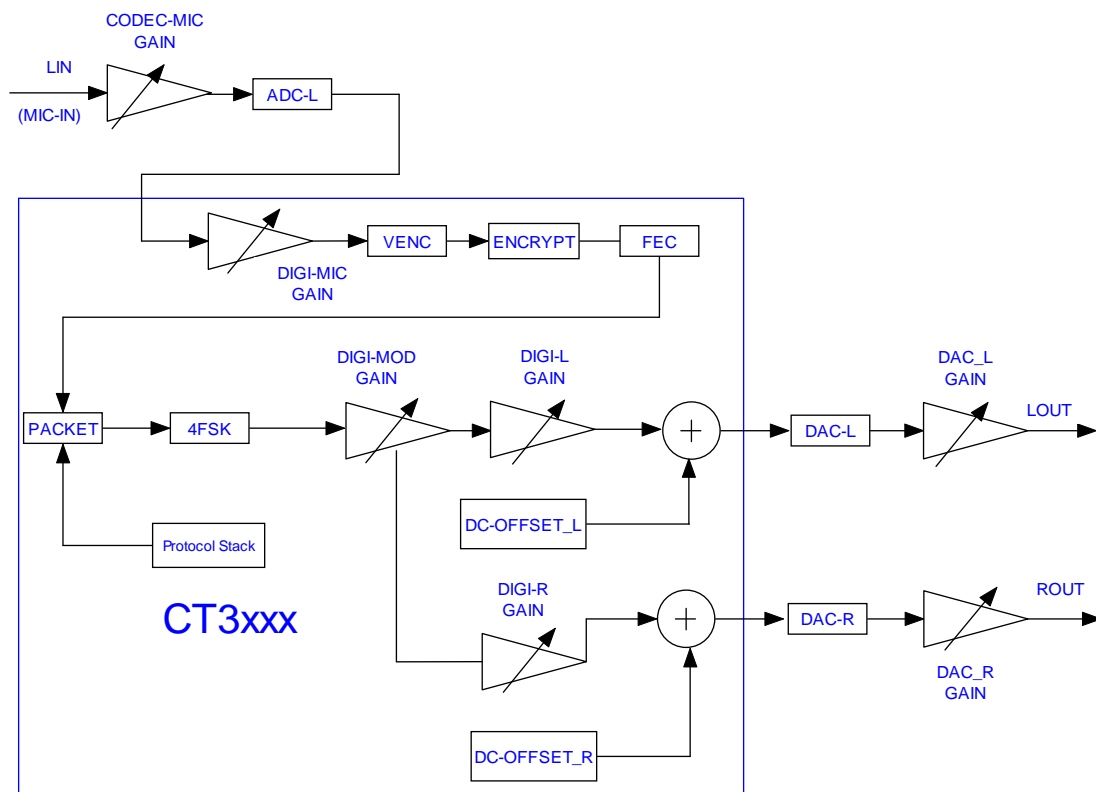 CODEC-MIC
GAIN
LIN
(MIC-IN)
ADC-L
VENC
ENCRYPT
FEC
DIGI-MIC
GAIN
DIGI-MOD
GAIN
DIGI-L
GAIN
DAC_L
GAIN
LOUT
PACKET
4FSK
DAC-L
DC-OFFSET_L
Protocol Stack
CT3xxx
DIGI-R
GAIN
ROUT
DAC-R
DAC_R
GAIN
DC-OFFSET_R